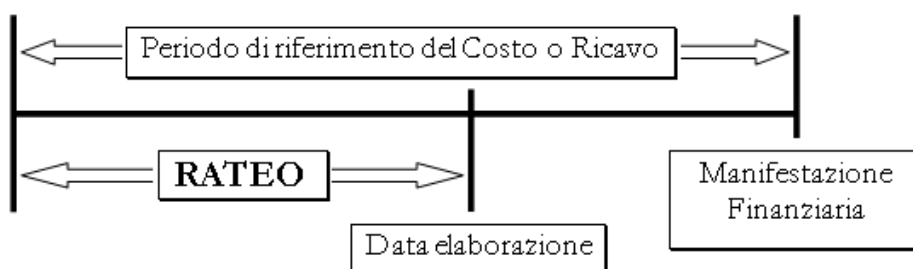 Periodo di riferimento del Costo o Ricavo
RATEO
Manifestazione
Finanziaria
Data elaborazione